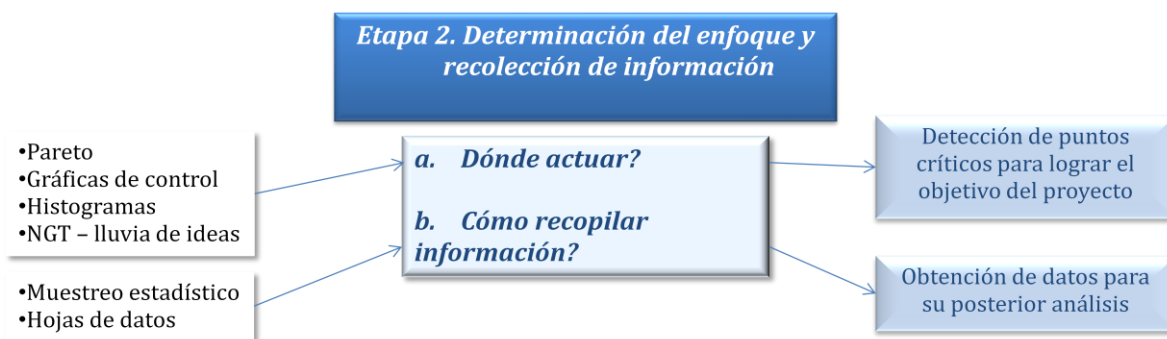 Etapa 2. Determinación del enfoque y
recolección de información
•Pareto
•Gráficas de control
•Histogramas
•NGT – lluvia de ideas
•Muestreo estadístico
•Hojas de datos
a. Dónde actuar?
b. Cómo recopilar
información?
Detección de puntos
críticos para lograr el
objetivo del proyecto
Obtención de datos para
su posterior análisis